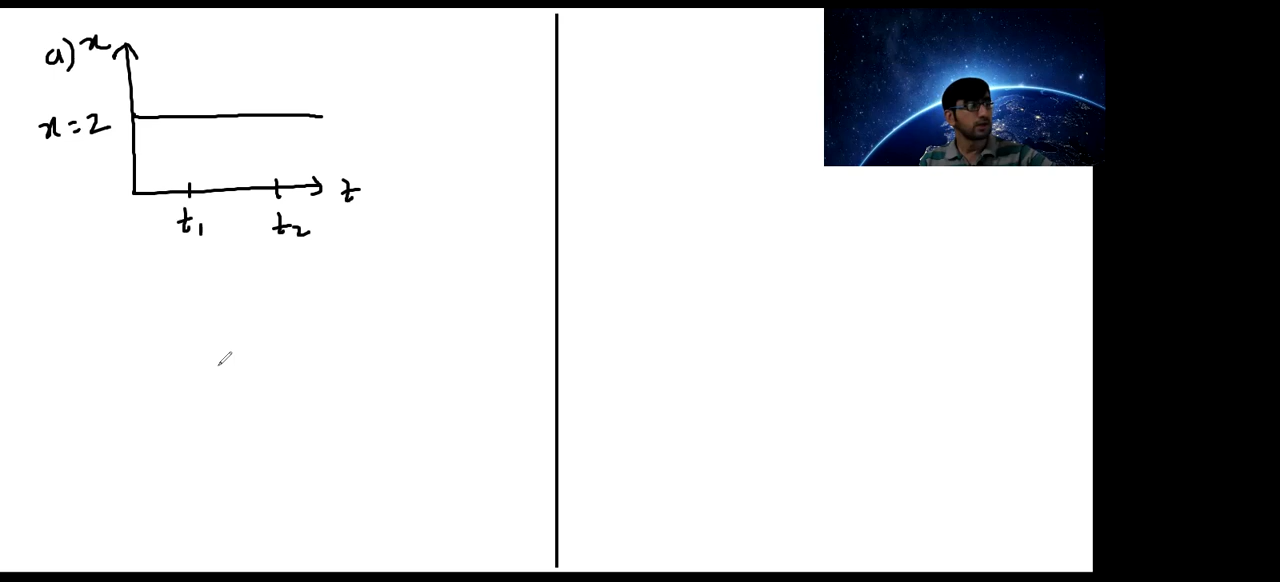 a) x
x = 2
t
t₁ t₂